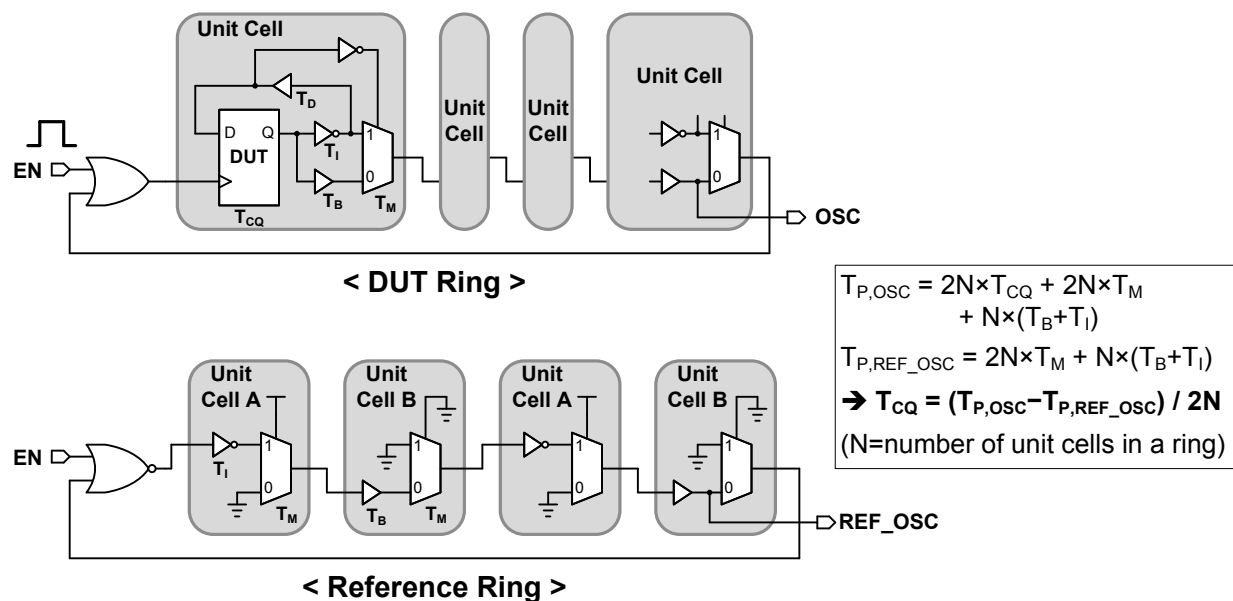 Unit Cell
T_D
D Q
DUT
T_CQ
T_I
T_B
1
0
T_M
Unit
Cell
Unit
Cell
Unit Cell
1
0
EN
OSC
< DUT Ring >
T_P,OSC = 2N×T_CQ + 2N×T_M
+ N×(T_B+T_I)
T_P,REF_OSC = 2N×T_M + N×(T_B+T_I)
➔ T_CQ = (T_P,OSC−T_P,REF_OSC) / 2N
(N=number of unit cells in a ring)
Unit
Cell A
T_I
1
0
T_M
Unit
Cell B
T_B
1
0
T_M
Unit
Cell A
1
0
Unit
Cell B
1
0
EN
REF_OSC
< Reference Ring >